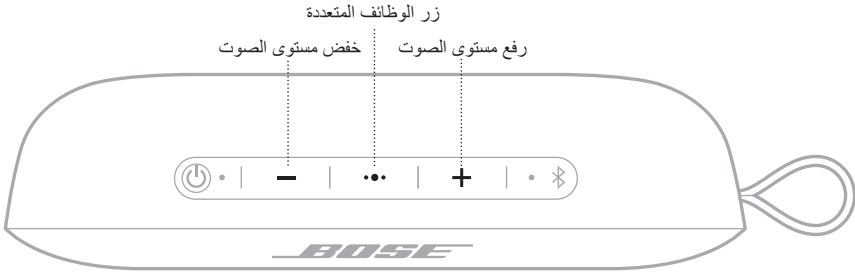 زر الوظائف المتعددة
رفع مستوى الصوت
خفض مستوى الصوت
BOSE